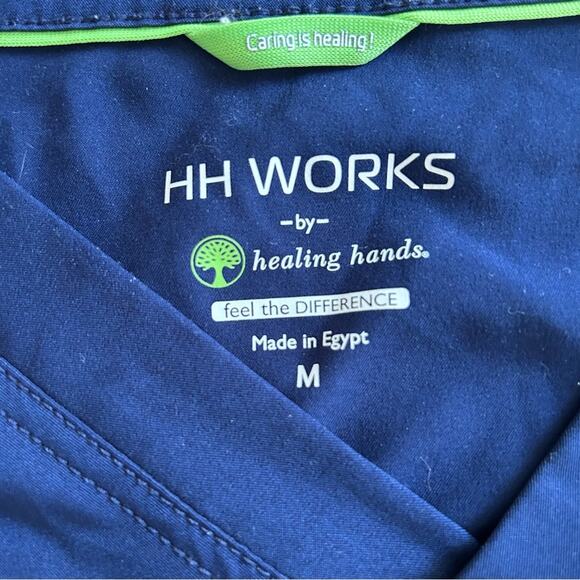 Caring is healing!
HH WORKS
-by-
healing hands®
feel the DIFFERENCE
Made in Egypt
M